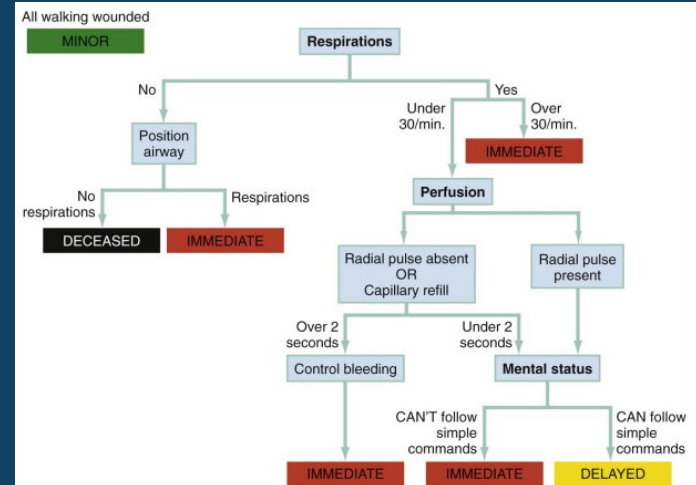 All walking wounded
MINOR
Respirations
No
Yes
Under
30/min.
Over
30/min.
Position
airway
IMMEDIATE
Perfusion
No
respirations
Respirations
DECEASED
IMMEDIATE
Radial pulse absent
OR
Capillary refill
Radial pulse
present
Over 2
seconds
Under 2
seconds
Control bleeding
Mental status
CAN'T follow
simple
commands
CAN follow
simple
commands
IMMEDIATE
IMMEDIATE
DELAYED